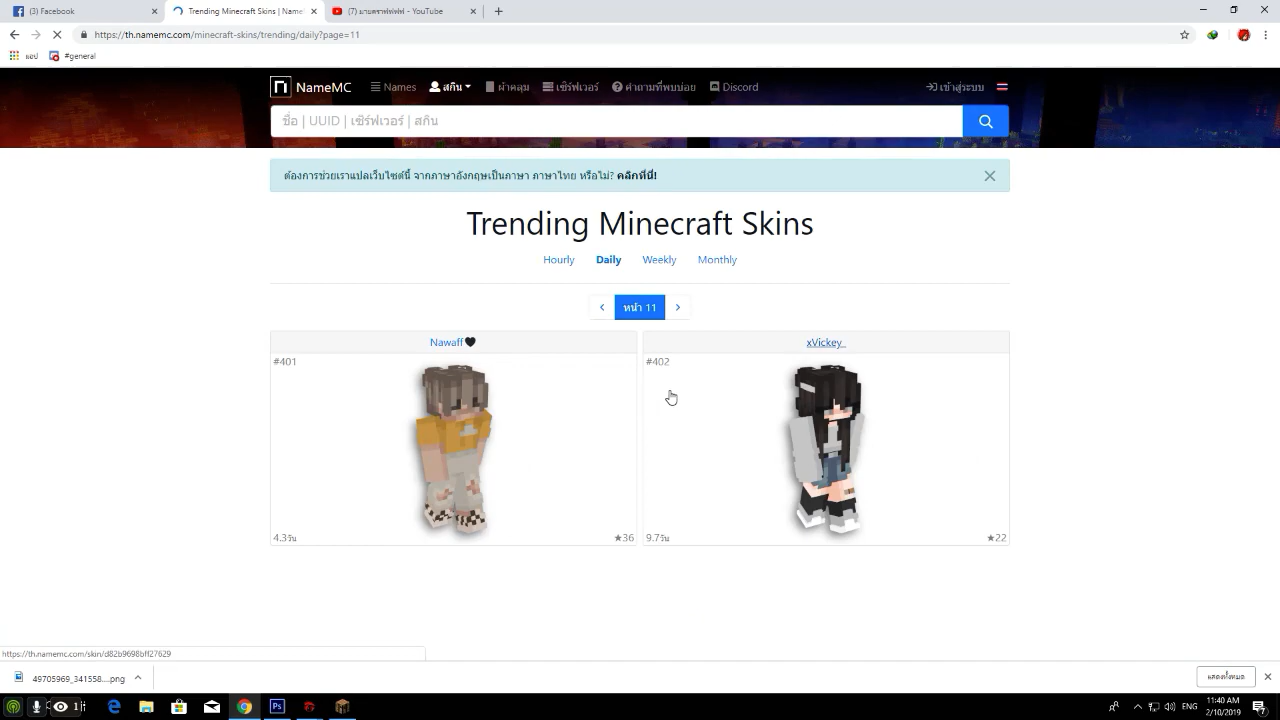 (3) Facebook
Trending Minecraft Skins | Name
(7) มาแคราฟฟฟฟ - YouTube
https://th.namemc.com/minecraft-skins/trending/daily?page=11
แอป
#general
NameMC
Names
สกิน
ผ้าคลุม
เซิร์ฟเวอร์
คำถามที่พบบ่อย
Discord
เข้าสู่ระบบ
ชื่อ | UUID | เซิร์ฟเวอร์ | สกิน
ต้องการช่วยเราแปลเว็บไซต์นี้ จากภาษาอังกฤษเป็นภาษา ภาษาไทย หรือไม่? คลิกที่นี่!
Trending Minecraft Skins
Hourly Daily Weekly Monthly
หน้า 11
Nawaff🖤
xVickey_
#401
#402
4.3วัน
★36
9.7วัน
★22
https://th.namemc.com/skin/d82b9698bff27629
49705969_341558....png
แสดงทั้งหมด
Ps
ENG
11:40 AM
2/10/2019
7